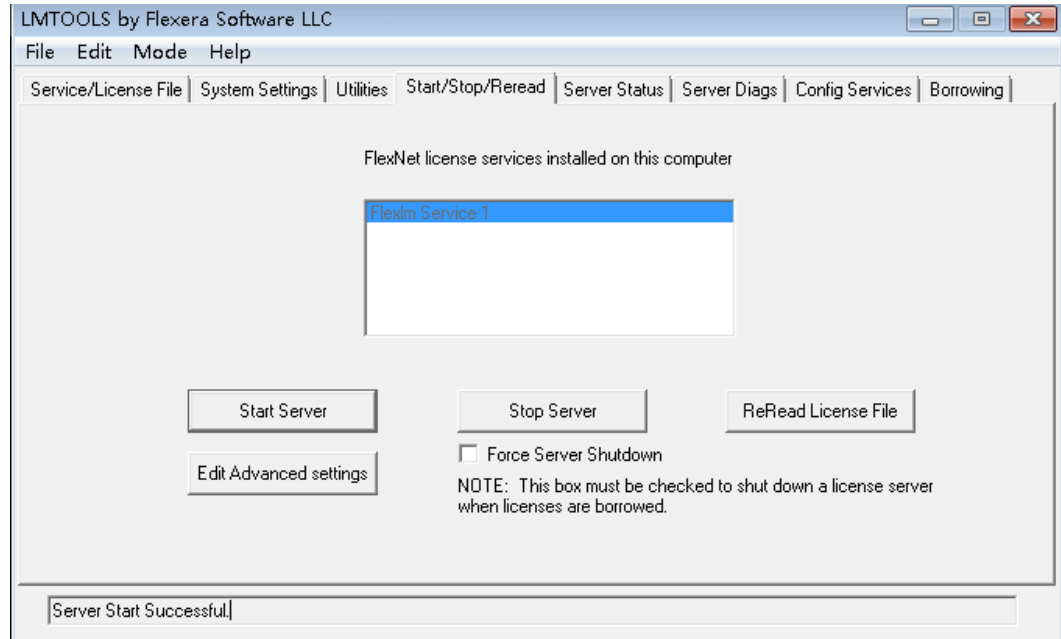 LMTOOLS by Flexera Software LLC
File Edit Mode Help
Service/License File System Settings Utilities Start/Stop/Reread Server Status Server Diags Config Services Borrowing
FlexNet license services installed on this computer
Flexlm Service 1
Start Server Stop Server ReRead License File
Edit Advanced settings
Force Server Shutdown
NOTE: This box must be checked to shut down a license server
when licenses are borrowed.
Server Start Successful.